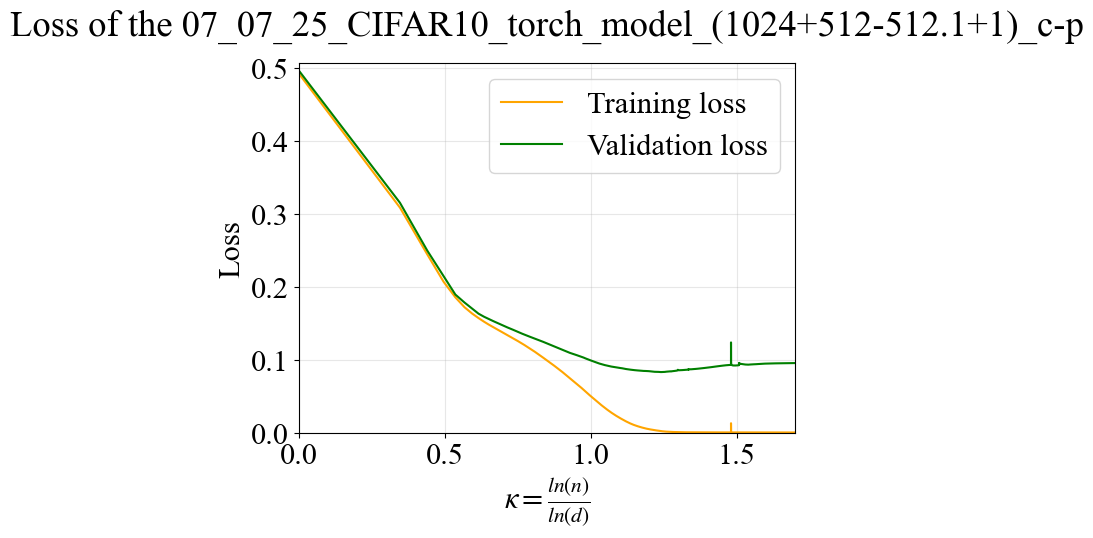 Loss of the 07_07_25_CIFAR10_torch_model_(1024+512-512.1+1)_c-p
0.5
0.4
0.3
0.2
0.1
0.0
Loss
Training loss
Validation loss
0.0 0.5 1.0 1.5
κ = ln(n)/ln(d)